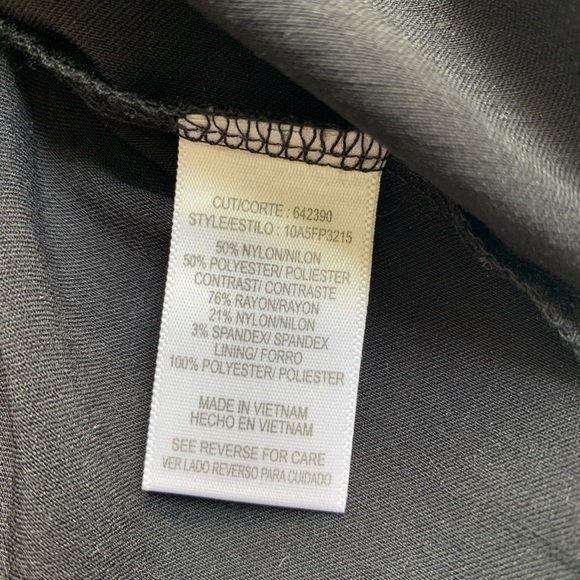 CUT/CORTE : 642390
STYLE/ESTILO : 10A5FP3215
50% NYLON/NILON
50% POLYESTER/ POLIESTER
CONTRAST/ CONTRASTE
76% RAYON/RAYON
21% NYLON/NILON
3% SPANDEX/ SPANDEX
LINING/ FORRO
100% POLYESTER/ POLIESTER
MADE IN VIETNAM
HECHO EN VIETNAM
SEE REVERSE FOR CARE
VER LADO REVERSO PARA CUIDADO